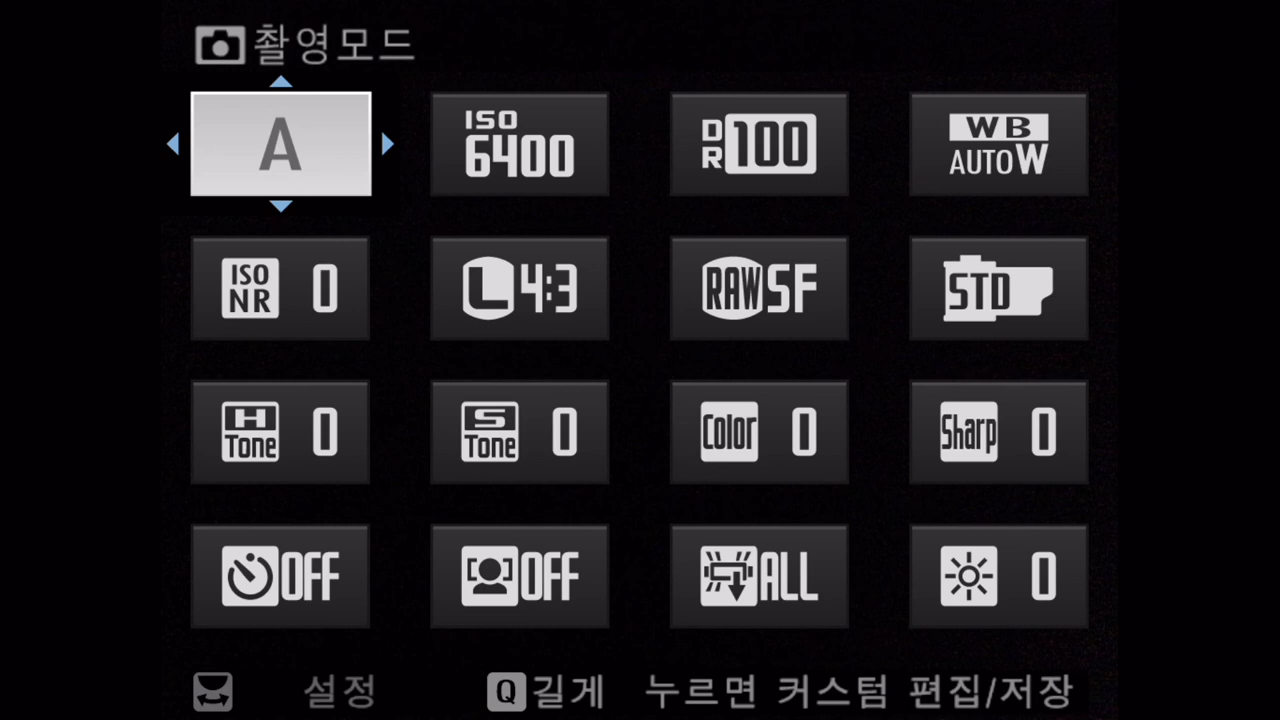 촬영모드
A ISO 6400 DR 100 WB AUTO W
ISO NR 0 L 4:3 RAW SF STD
H Tone 0 S Tone 0 Color 0 Sharp 0
OFF OFF ALL 0
설정 Q 길게 누르면 커스텀 편집/저장